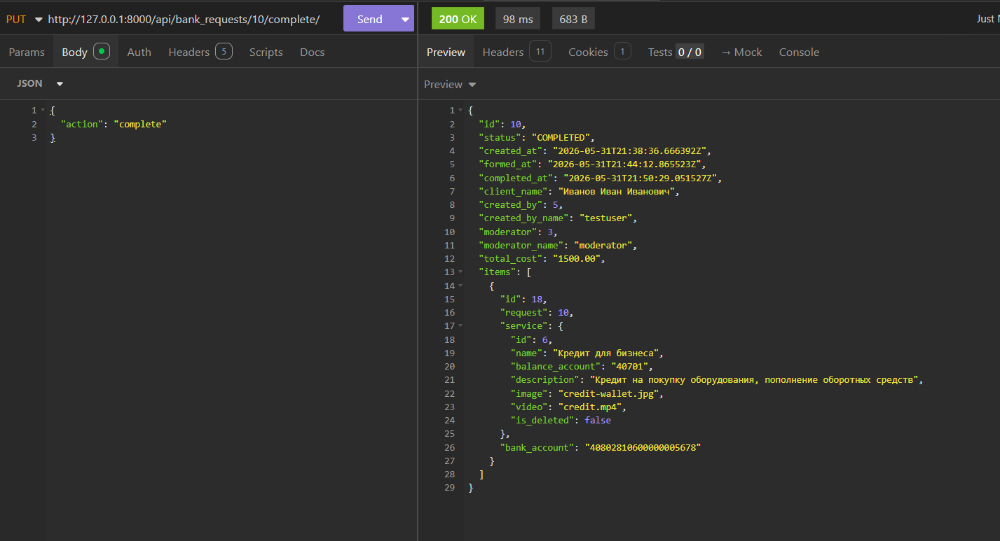 PUT http://127.0.0.1:8000/api/bank_requests/10/complete/ Send 200 OK 98 ms 683 B
Params Body Auth Headers 5 Scripts Docs Preview Headers 11 Cookies 1 Tests 0 / 0 → Mock Console
JSON
1 {
2 "action": "complete"
3 }
Preview
1 {
2 "id": 10,
3 "status": "COMPLETED",
4 "created_at": "2026-05-31T21:38:36.666392Z",
5 "formed_at": "2026-05-31T21:44:12.865523Z",
6 "completed_at": "2026-05-31T21:50:29.051527Z",
7 "client_name": "Иванов Иван Иванович",
8 "created_by": 5,
9 "created_by_name": "testuser",
10 "moderator": 3,
11 "moderator_name": "moderator",
12 "total_cost": "1500.00",
13 "items": [
14 {
15 "id": 18,
16 "request": 10,
17 "service": {
18 "id": 6,
19 "name": "Кредит для бизнеса",
20 "balance_account": "40701",
21 "description": "Кредит на покупку оборудования, пополнение оборотных средств",
22 "image": "credit-wallet.jpg",
23 "video": "credit.mp4",
24 "is_deleted": false
25 },
26 "bank_account": "40802810600000005678"
27 }
28 ]
29 }
Just